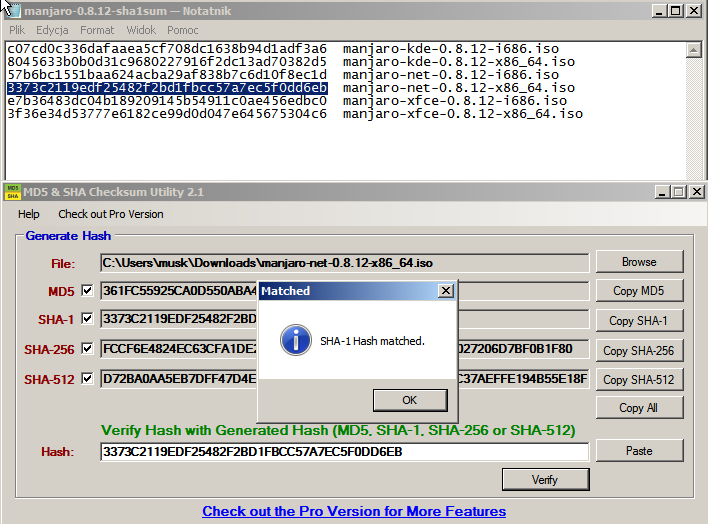 manjaro-0.8.12-sha1sum — Notatnik
Plik Edycja Format Widok Pomoc
c07cd0c336dafaaea5cf708dc1638b94d1adf3a6 manjaro-kde-0.8.12-i686.iso
8045633b0b0d31c9680227916f2dc13ad70382d5 manjaro-kde-0.8.12-x86_64.iso
57b6bc1551baa624acba29af838b7c6d10f8ec1d manjaro-net-0.8.12-i686.iso
3373c2119edf25482f2bd1fbcc57a7ec5f0dd6eb manjaro-net-0.8.12-x86_64.iso
e7b36483dc04b189209145b54911c0ae456edbc0 manjaro-xfce-0.8.12-i686.iso
3f36e34d53777e6182ce99d0d047e645675304c6 manjaro-xfce-0.8.12-x86_64.iso
MD5 SHA MD5 & SHA Checksum Utility 2.1
Help Check out Pro Version
Generate Hash
File: C:\Users\musk\Downloads\manjaro-net-0.8.12-x86_64.iso Browse
MD5 361FC55925CA0D550ABA4 Copy MD5
Matched
SHA-1 3373C2119EDF25482F2BD Copy SHA-1
SHA-1 Hash matched.
SHA-256 FCCF6E4824EC63CFA1DE2 027206D7BF0B1F80 Copy SHA-256
SHA-512 D72BA0AA5EB7DFF47D4E C37AEFFE194B55E18F Copy SHA-512
OK
Copy All
Verify Hash with Generated Hash (MD5, SHA-1, SHA-256 or SHA-512)
Hash: 3373C2119EDF25482F2BD1FBCC57A7EC5F0DD6EB Paste
Verify
Check out the Pro Version for More Features